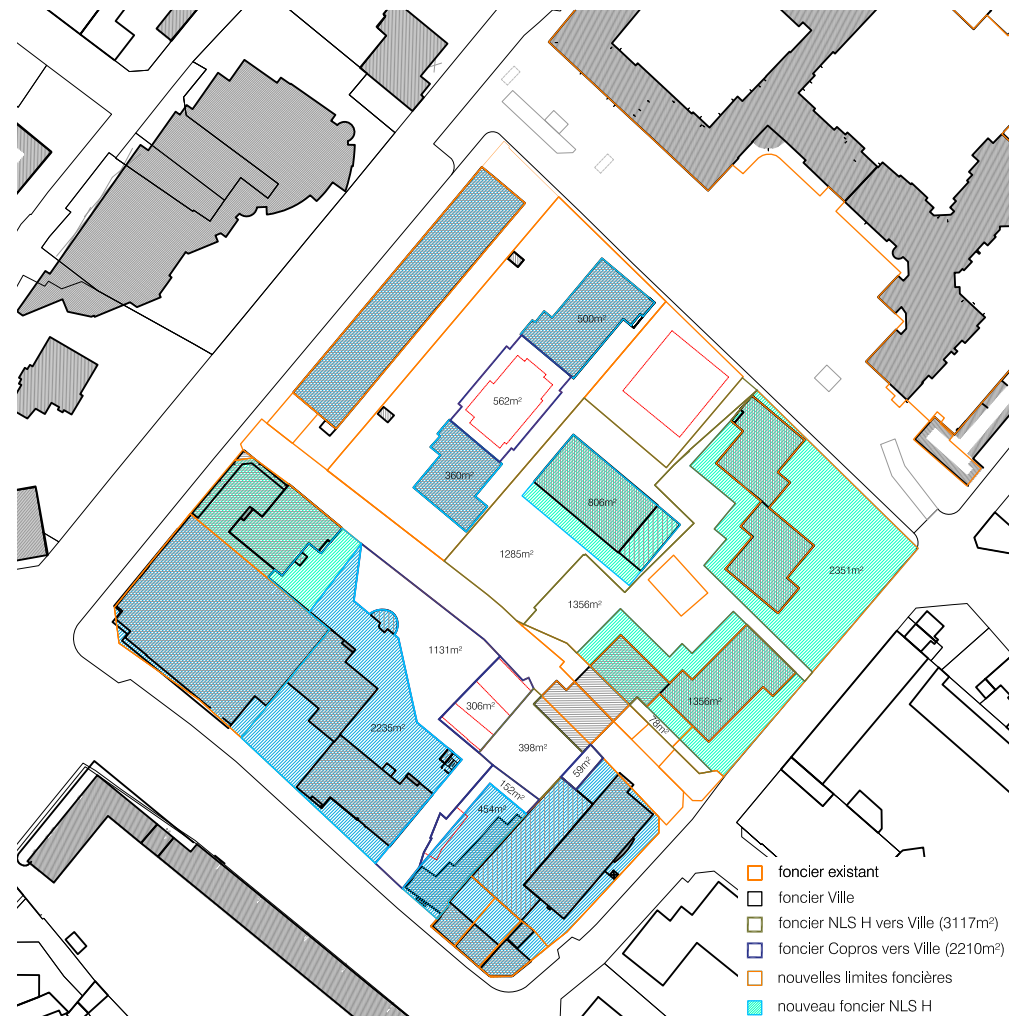 500m²
562m²
360m²
806m²
1285m²
2351m²
1356m²
1131m²
306m²
1356m²
2235m²
78m²
398m²
59m²
152m²
454m²
foncier existant
foncier Ville
foncier NLS H vers Ville (3117m²)
foncier Copros vers Ville (2210m²)
nouvelles limites foncières
nouveau foncier NLS H